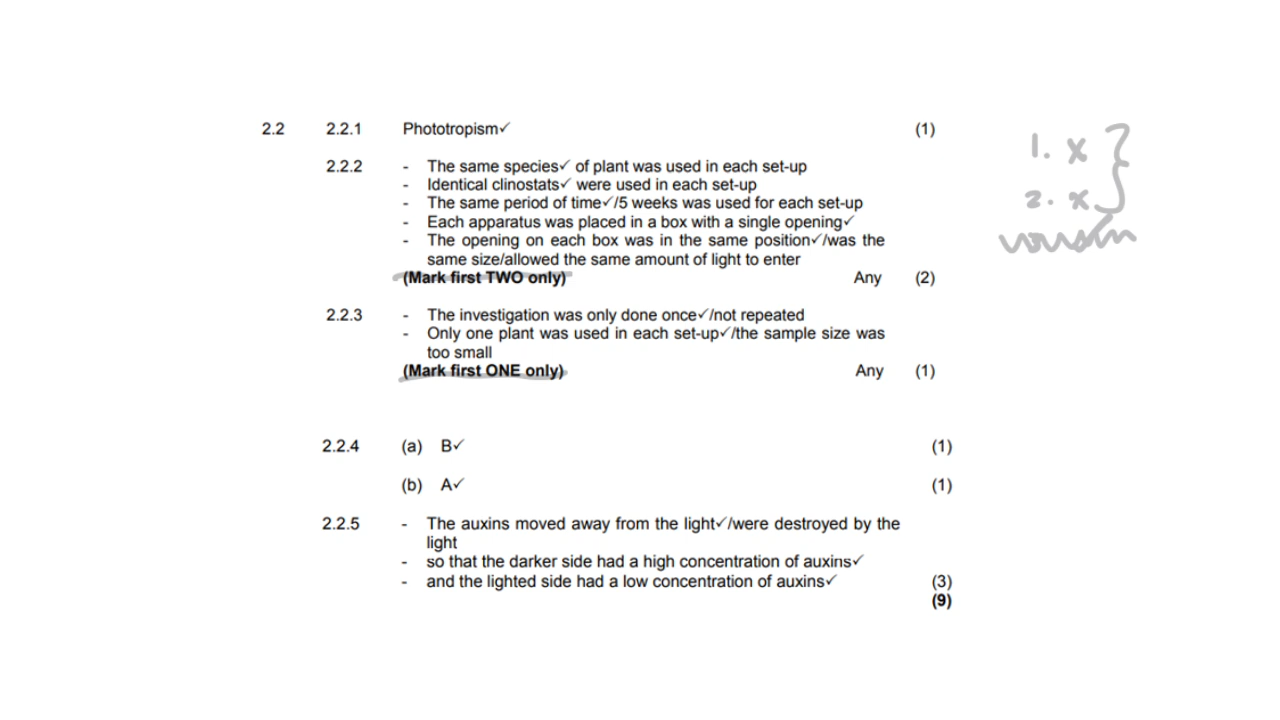 2.2 2.2.1 Phototropism✓ (1)
2.2.2 - The same species✓ of plant was used in each set-up
- Identical clinostats✓ were used in each set-up
- The same period of time✓/5 weeks was used for each set-up
- Each apparatus was placed in a box with a single opening✓
- The opening on each box was in the same position✓/was the
same size/allowed the same amount of light to enter
(Mark first TWO only) Any (2)
2.2.3 - The investigation was only done once✓/not repeated
- Only one plant was used in each set-up✓/the sample size was
too small
(Mark first ONE only) Any (1)
2.2.4 (a) B✓ (1)
(b) A✓ (1)
2.2.5 - The auxins moved away from the light✓/were destroyed by the
light
- so that the darker side had a high concentration of auxins✓
- and the lighted side had a low concentration of auxins✓ (3)
(9)
1. x
2. x